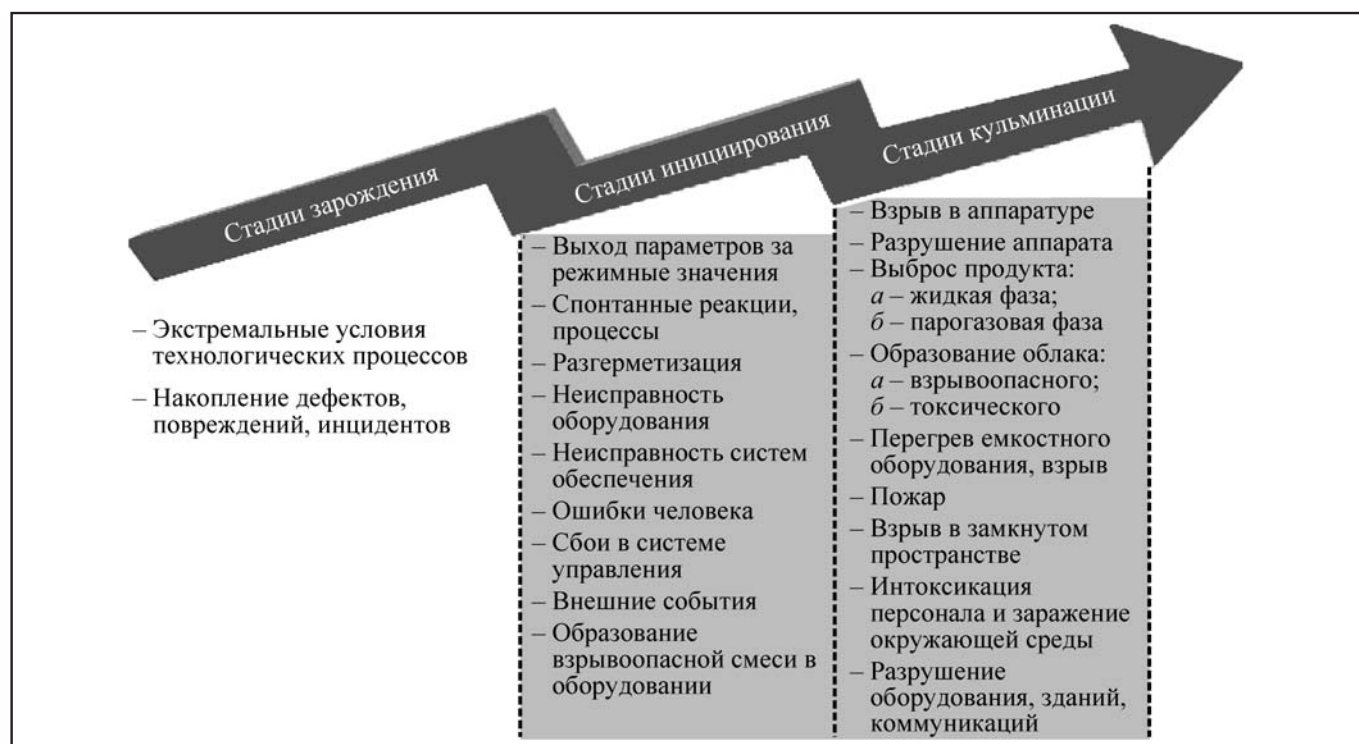 Стадии зарождения
Стадии инициирования
Стадии кульминации
– Экстремальные условия
технологических процессов
– Накопление дефектов,
повреждений, инцидентов
– Выход параметров за
режимные значения
– Спонтанные реакции,
процессы
– Разгерметизация
– Неисправность
оборудования
– Неисправность систем
обеспечения
– Ошибки человека
– Сбои в системе
управления
– Внешние события
– Образование
взрывоопасной смеси в
оборудовании
– Взрыв в аппаратуре
– Разрушение аппарата
– Выброс продукта:
а – жидкая фаза;
б – парогазовая фаза
– Образование облака:
а – взрывоопасного;
б – токсического
– Перегрев емкостного
оборудования, взрыв
– Пожар
– Взрыв в замкнутом
пространстве
– Интоксикация
персонала и заражение
окружающей среды
– Разрушение
оборудования, зданий,
коммуникаций